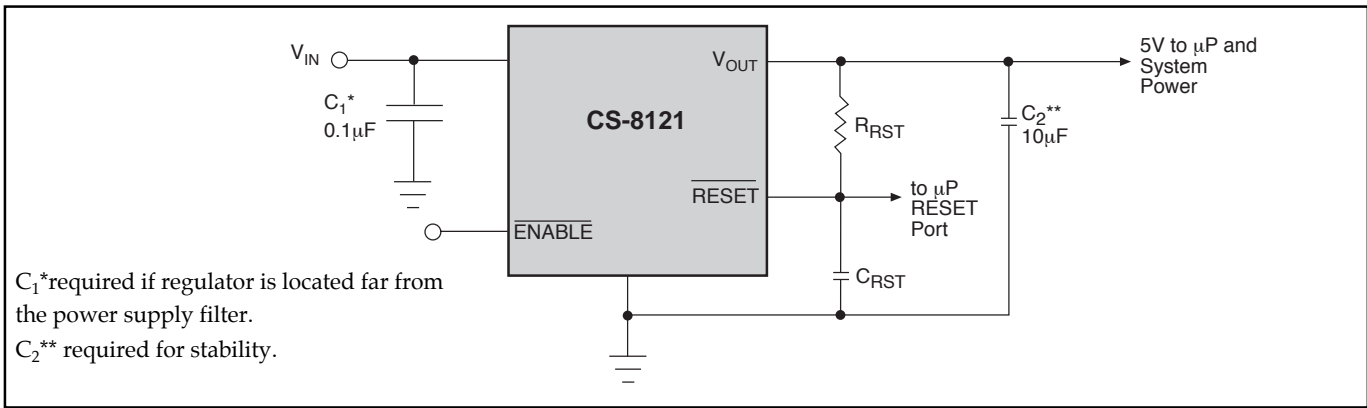 V_IN
C_1*
0.1μF
CS-8121
V_OUT
5V to μP and
System
Power
R_RST
C_2**
10μF
RESET
to μP
RESET
Port
ENABLE
C_RST
C_1*required if regulator is located far from
the power supply filter.
C_2** required for stability.